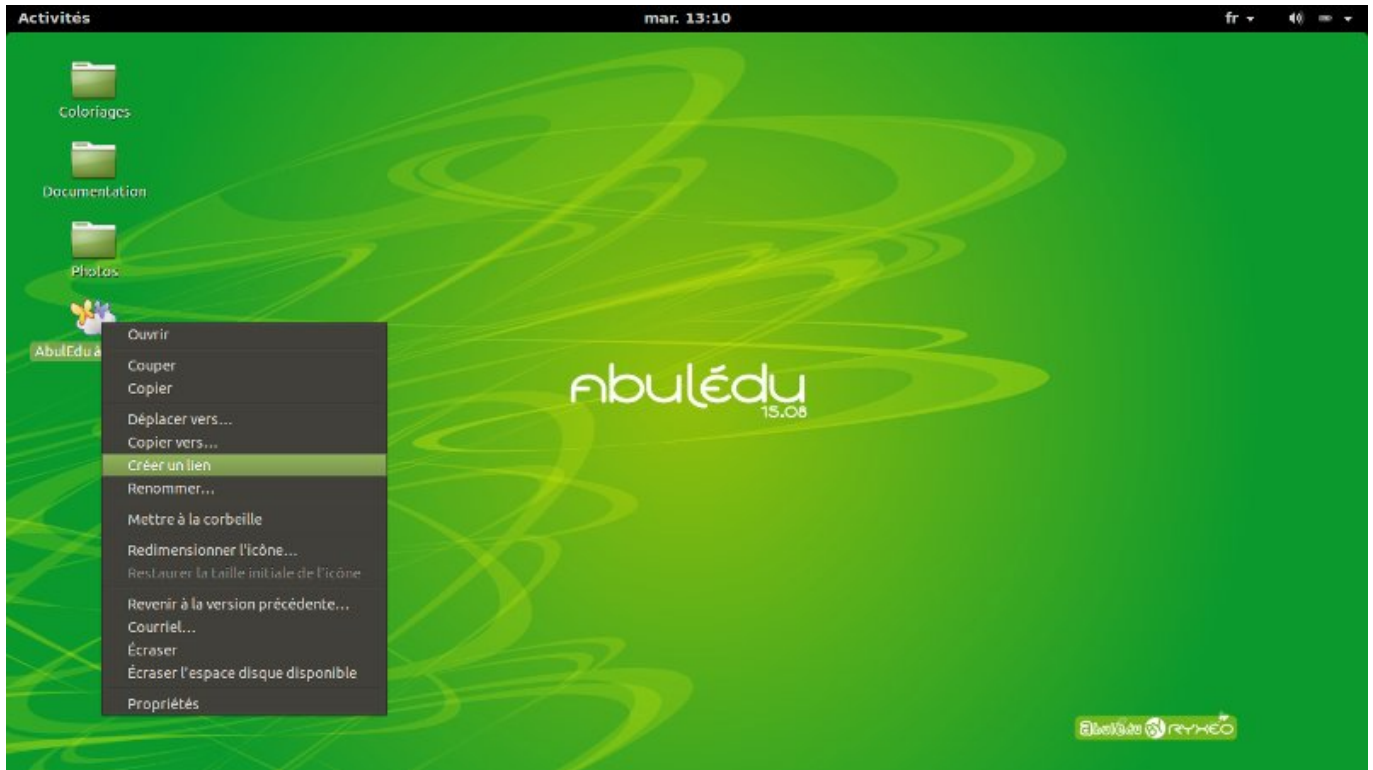 Activités
mar. 13:10
fr
Coloriages
Documentation
Photos
AbulEdu à
Ouvrir
Couper
Copier
Déplacer vers...
Copier vers...
Créer un lien
Renommer...
Mettre à la corbeille
Redimensionner l'icône...
Restaurer la taille initiale de l'icône
Revenir à la version précédente...
Courriel...
Écraser
Écraser l'espace disque disponible
Propriétés
abulédu
15.08
abulédu RYXEO